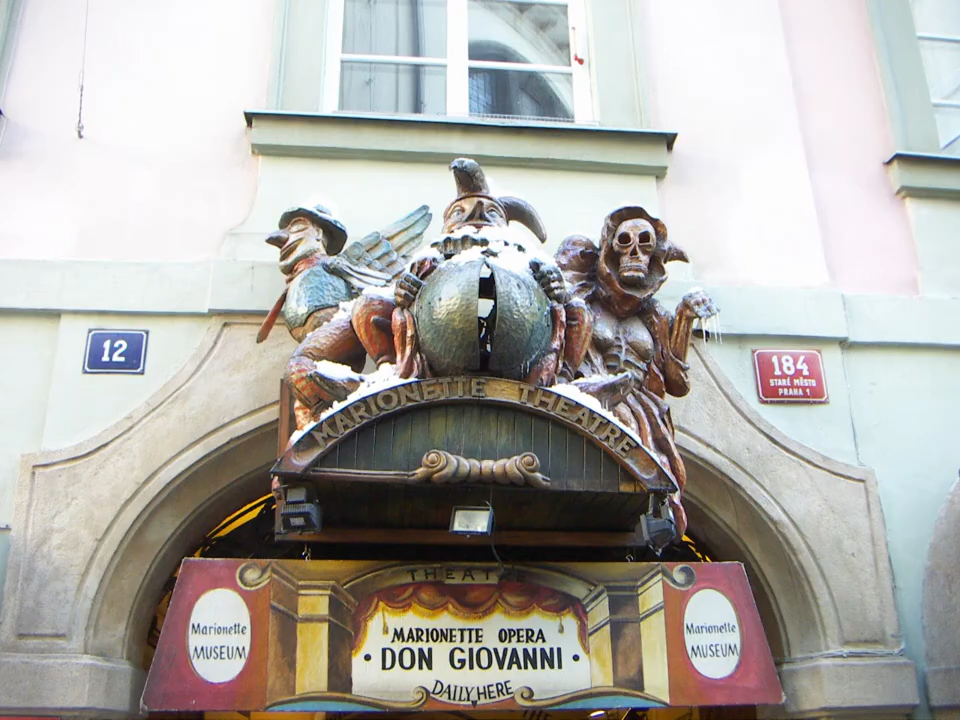 12
184
STARÉ MĚSTO
PRAHA 1
MARIONETTE THEATRE
THEATRE
Marionette
MUSEUM
MARIONETTE OPERA
• DON GIOVANNI •
DAILY HERE
Marionette
MUSEUM